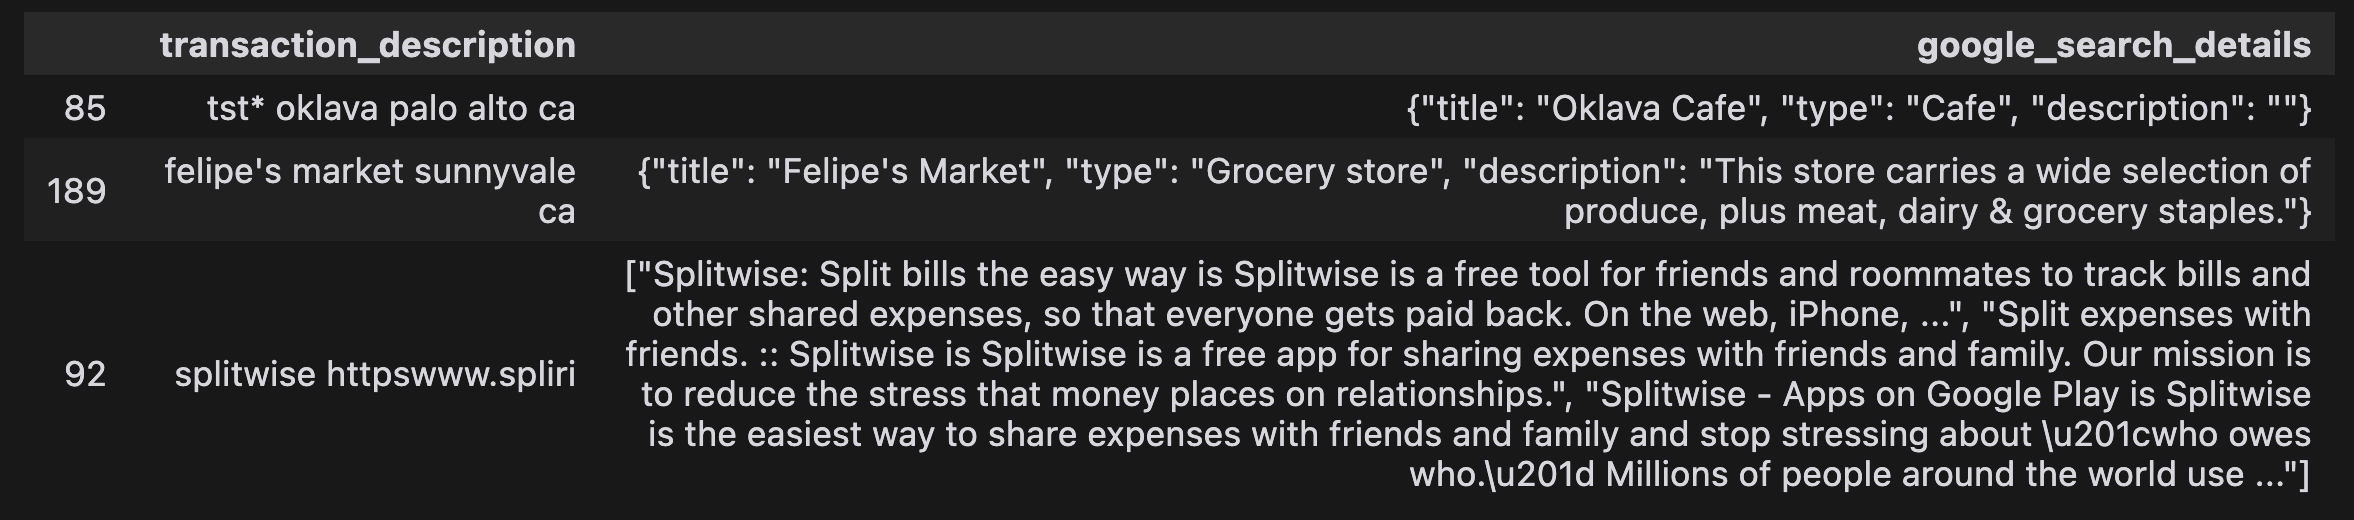 transaction_description google_search_details
85 tst* oklava palo alto ca {"title": "Oklava Cafe", "type": "Cafe", "description": ""}
189 felipe's market sunnyvale
ca
{"title": "Felipe's Market", "type": "Grocery store", "description": "This store carries a wide selection of
produce, plus meat, dairy & grocery staples."}
92 splitwise httpswww.spliri
["Splitwise: Split bills the easy way is Splitwise is a free tool for friends and roommates to track bills and
other shared expenses, so that everyone gets paid back. On the web, iPhone, ...", "Split expenses with
friends. :: Splitwise is Splitwise is a free app for sharing expenses with friends and family. Our mission is
to reduce the stress that money places on relationships.", "Splitwise - Apps on Google Play is Splitwise
is the easiest way to share expenses with friends and family and stop stressing about \u201cwho owes
who.\u201d Millions of people around the world use ..."]